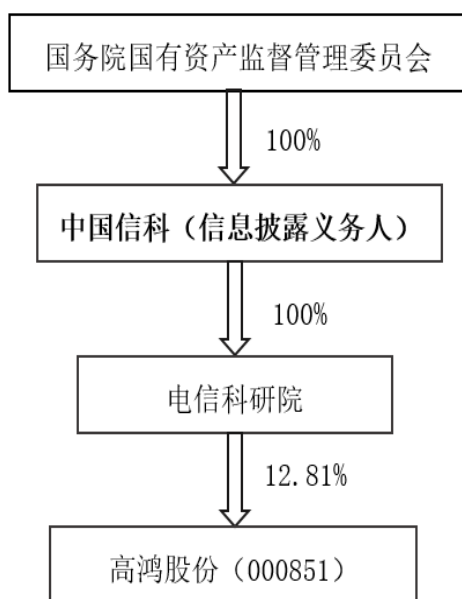 国务院国有资产监督管理委员会
100%
中国信科（信息披露义务人）
100%
电信科研院
12.81%
高鸿股份（000851）